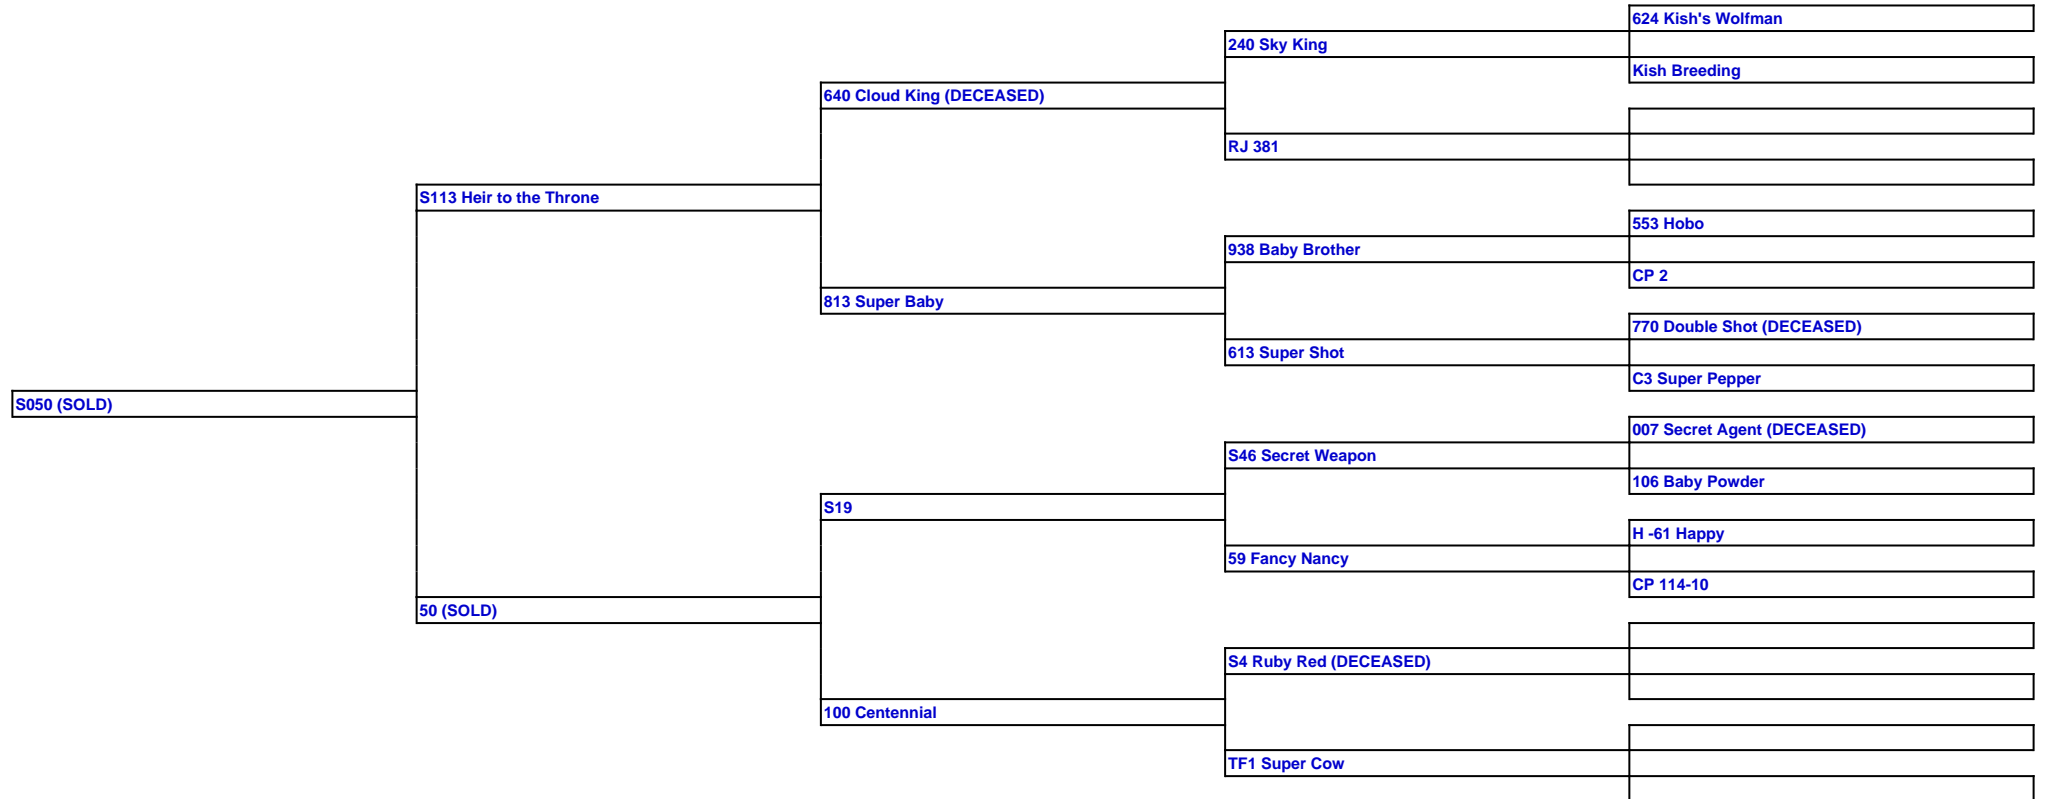 624 Kish's Wolfman
240 Sky King
Kish Breeding
640 Cloud King (DECEASED)
RJ 381
S113 Heir to the Throne
553 Hobo
938 Baby Brother
CP 2
813 Super Baby
770 Double Shot (DECEASED)
613 Super Shot
C3 Super Pepper
S050 (SOLD)
007 Secret Agent (DECEASED)
S46 Secret Weapon
106 Baby Powder
S19
H -61 Happy
59 Fancy Nancy
CP 114-10
50 (SOLD)
S4 Ruby Red (DECEASED)
100 Centennial
TF1 Super Cow